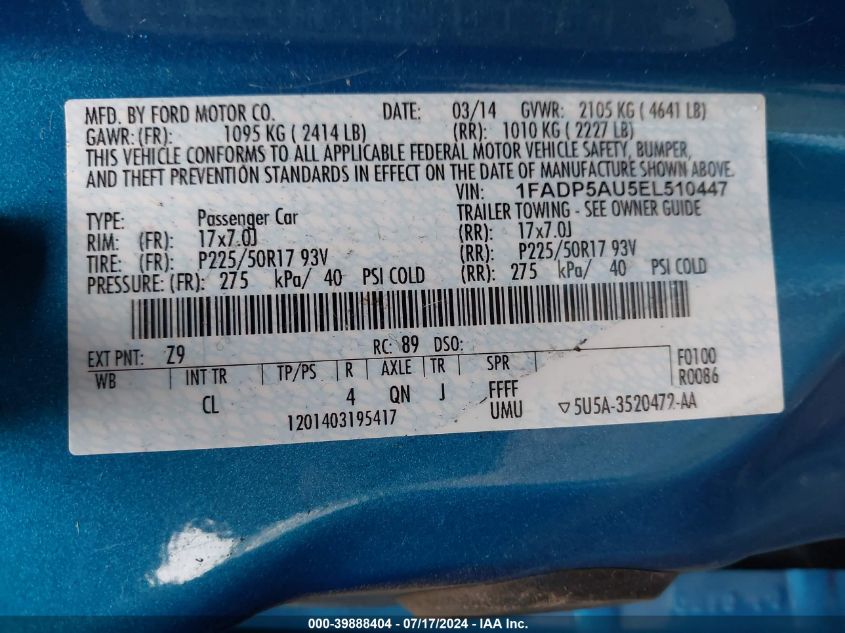 MFD. BY FORD MOTOR CO. DATE: 03/14 GVWR: 2105 KG ( 4641 LB)
GAWR: (FR): 1095 KG ( 2414 LB) (RR): 1010 KG ( 2227 LB)
THIS VEHICLE CONFORMS TO ALL APPLICABLE FEDERAL MOTOR VEHICLE SAFETY, BUMPER,
AND THEFT PREVENTION STANDARDS IN EFFECT ON THE DATE OF MANUFACTURE SHOWN ABOVE.
VIN: 1FADP5AU5EL510447
TYPE: Passenger Car TRAILER TOWING - SEE OWNER GUIDE
RIM: (FR): 17x7.0J (RR): 17x7.0J
TIRE: (FR): P225/50R17 93V (RR): P225/50R17 93V
PRESSURE: (FR): 275 kPa/ 40 PSI COLD (RR): 275 kPa/ 40 PSI COLD
EXT PNT: Z9 RC: 89 DSO: F0100
WB INT TR TP/PS R AXLE TR SPR R0086
CL 4 QN J FFFF
1201403195417 UMU ▽5U5A-3520472-AA
000-39888404 - 07/17/2024 - IAAI.com.